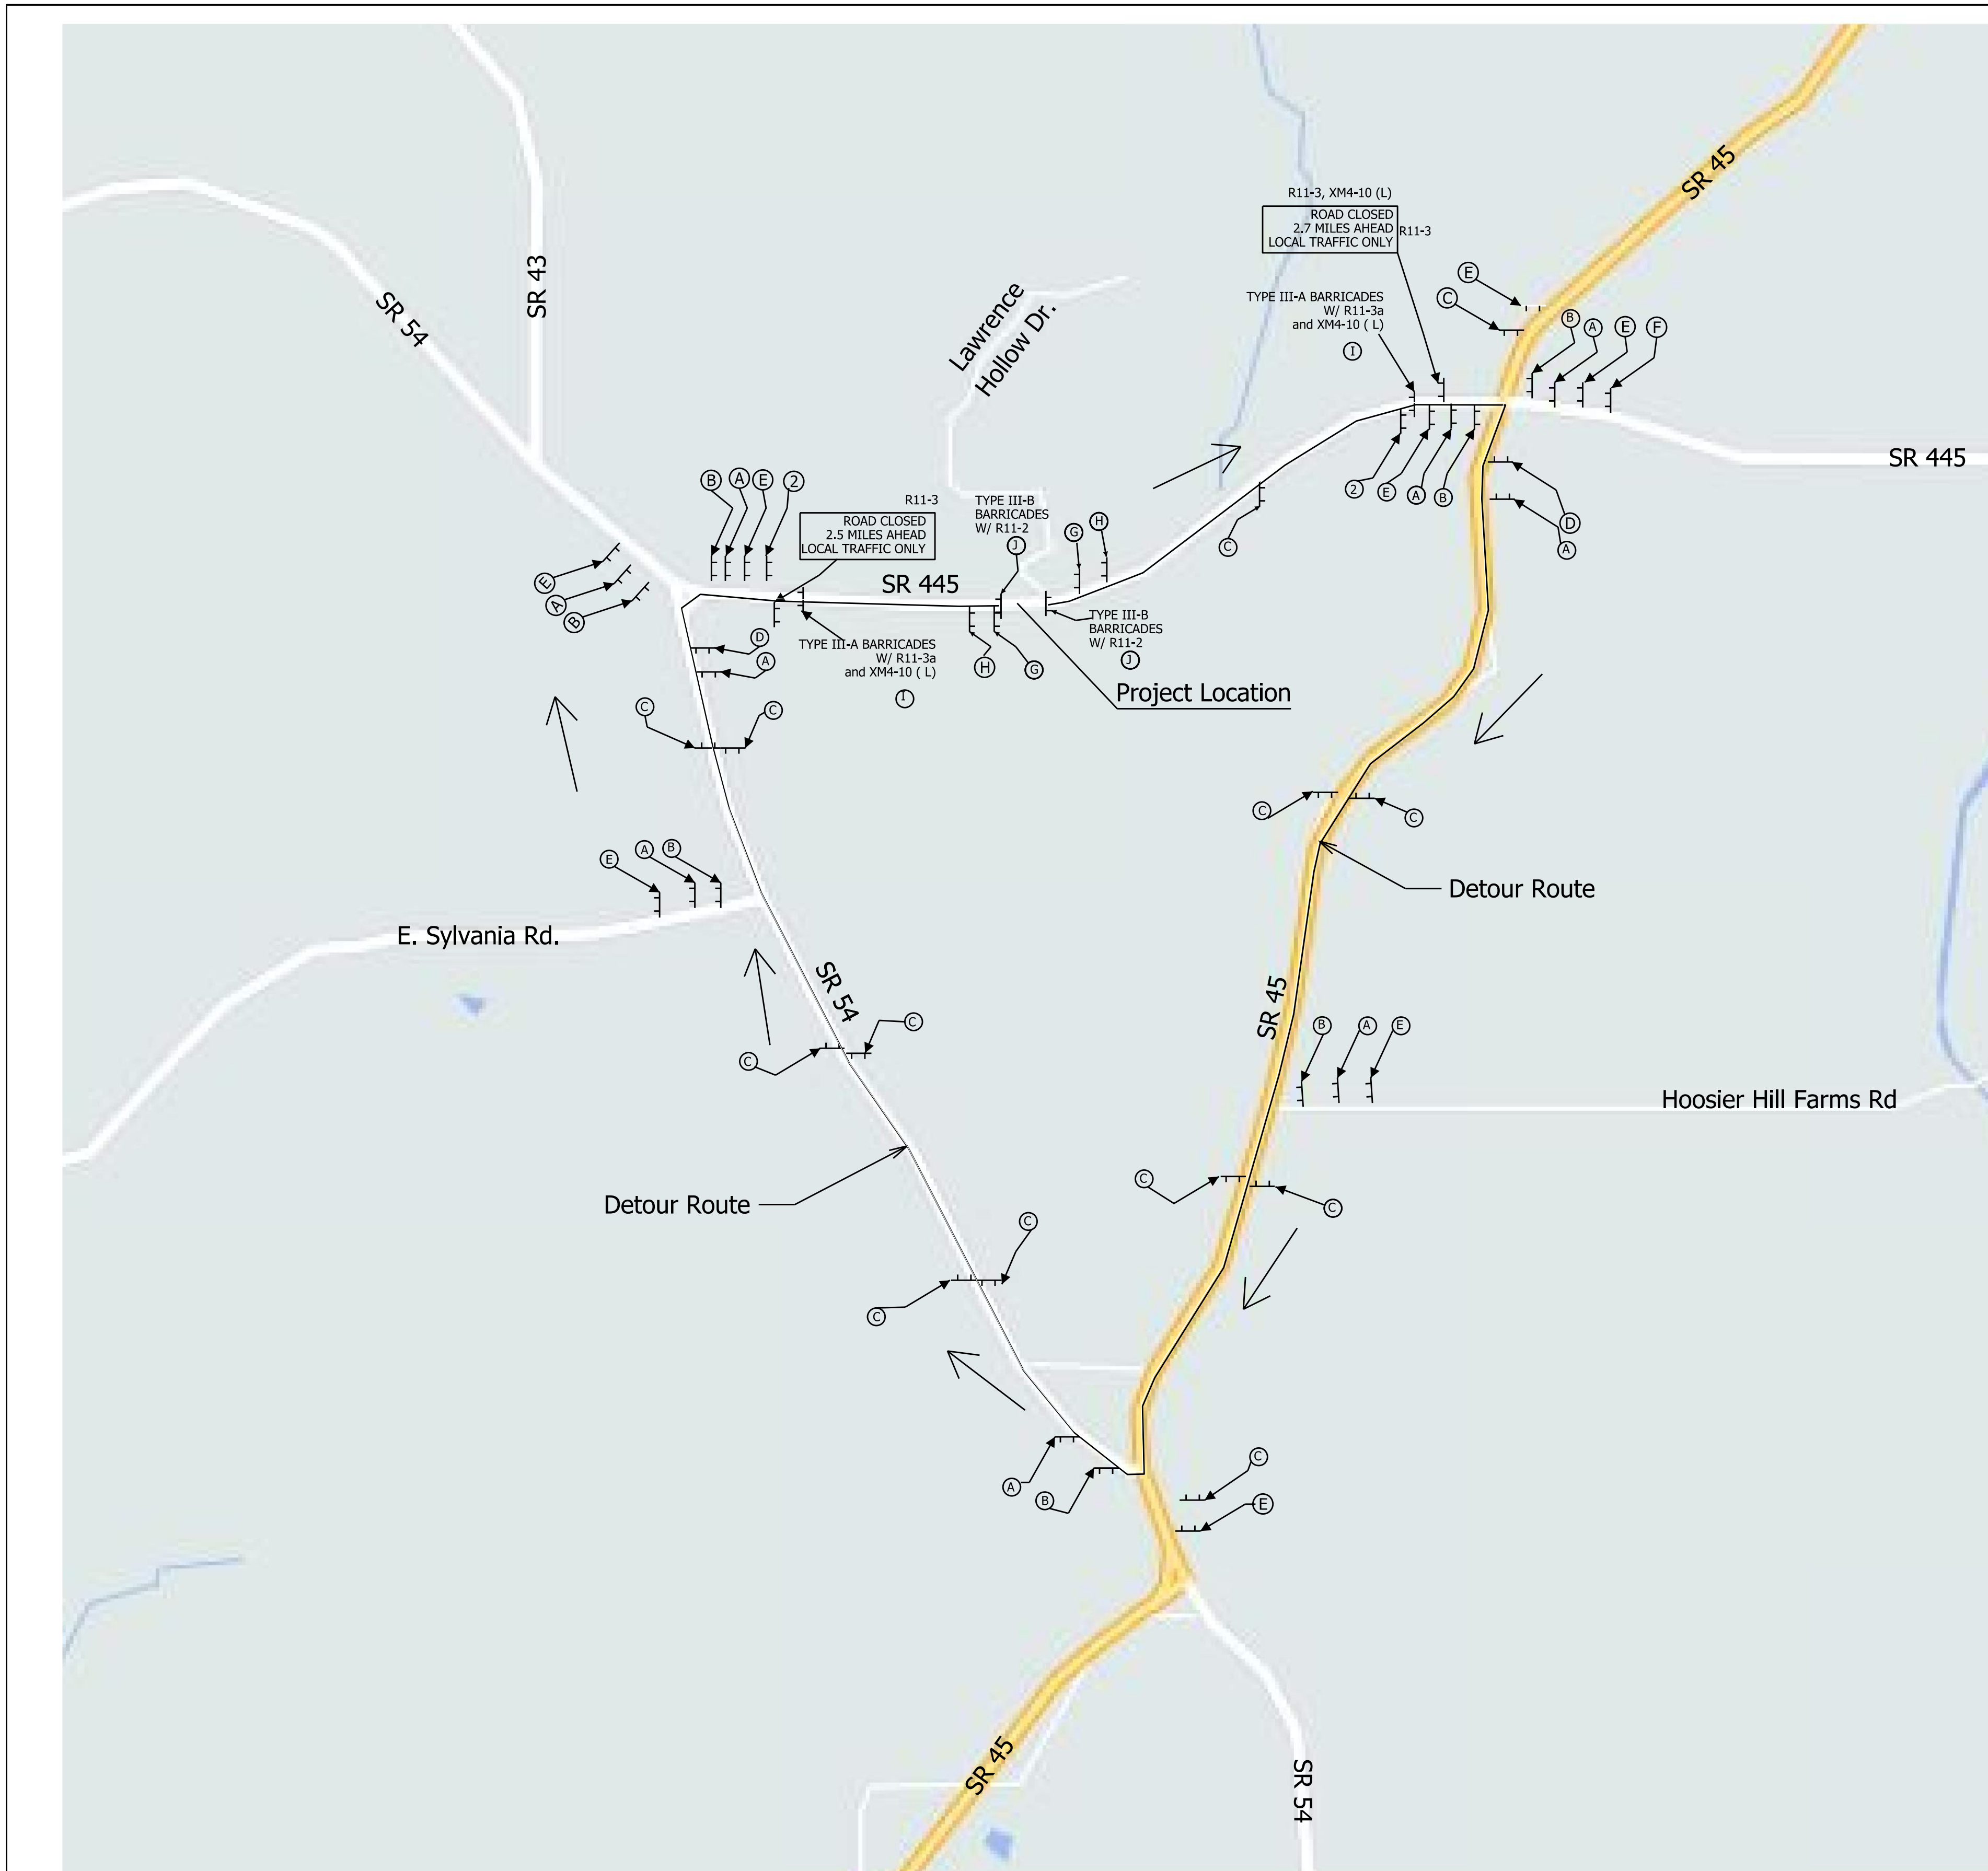 SR 45
R11-3, XM4-10 (L)
ROAD CLOSED
2.7 MILES AHEAD
LOCAL TRAFFIC ONLY
R11-3
SR 43
SR 54
E
C
Lawrence
Hollow Dr.
TYPE III-A BARRICADES
W/ R11-3a
and XM4-10 ( L)
I
B
A
E
F
SR 445
B
A
E
2
R11-3
ROAD CLOSED
2.5 MILES AHEAD
LOCAL TRAFFIC ONLY
TYPE III-B
BARRICADES
W/ R11-2
J
G
H
C
2
E
A
B
D
A
E
A
B
SR 445
D
A
TYPE III-A BARRICADES
W/ R11-3a
and XM4-10 ( L)
I
H
G
TYPE III-B
BARRICADES
W/ R11-2
J
Project Location
C
C
C
C
E
A
B
Detour Route
E. Sylvania Rd.
SR 54
SR 45
C
C
B
A
E
Hoosier Hill Farms Rd
Detour Route
C
C
C
C
A
B
C
E
SR 45
SR 54